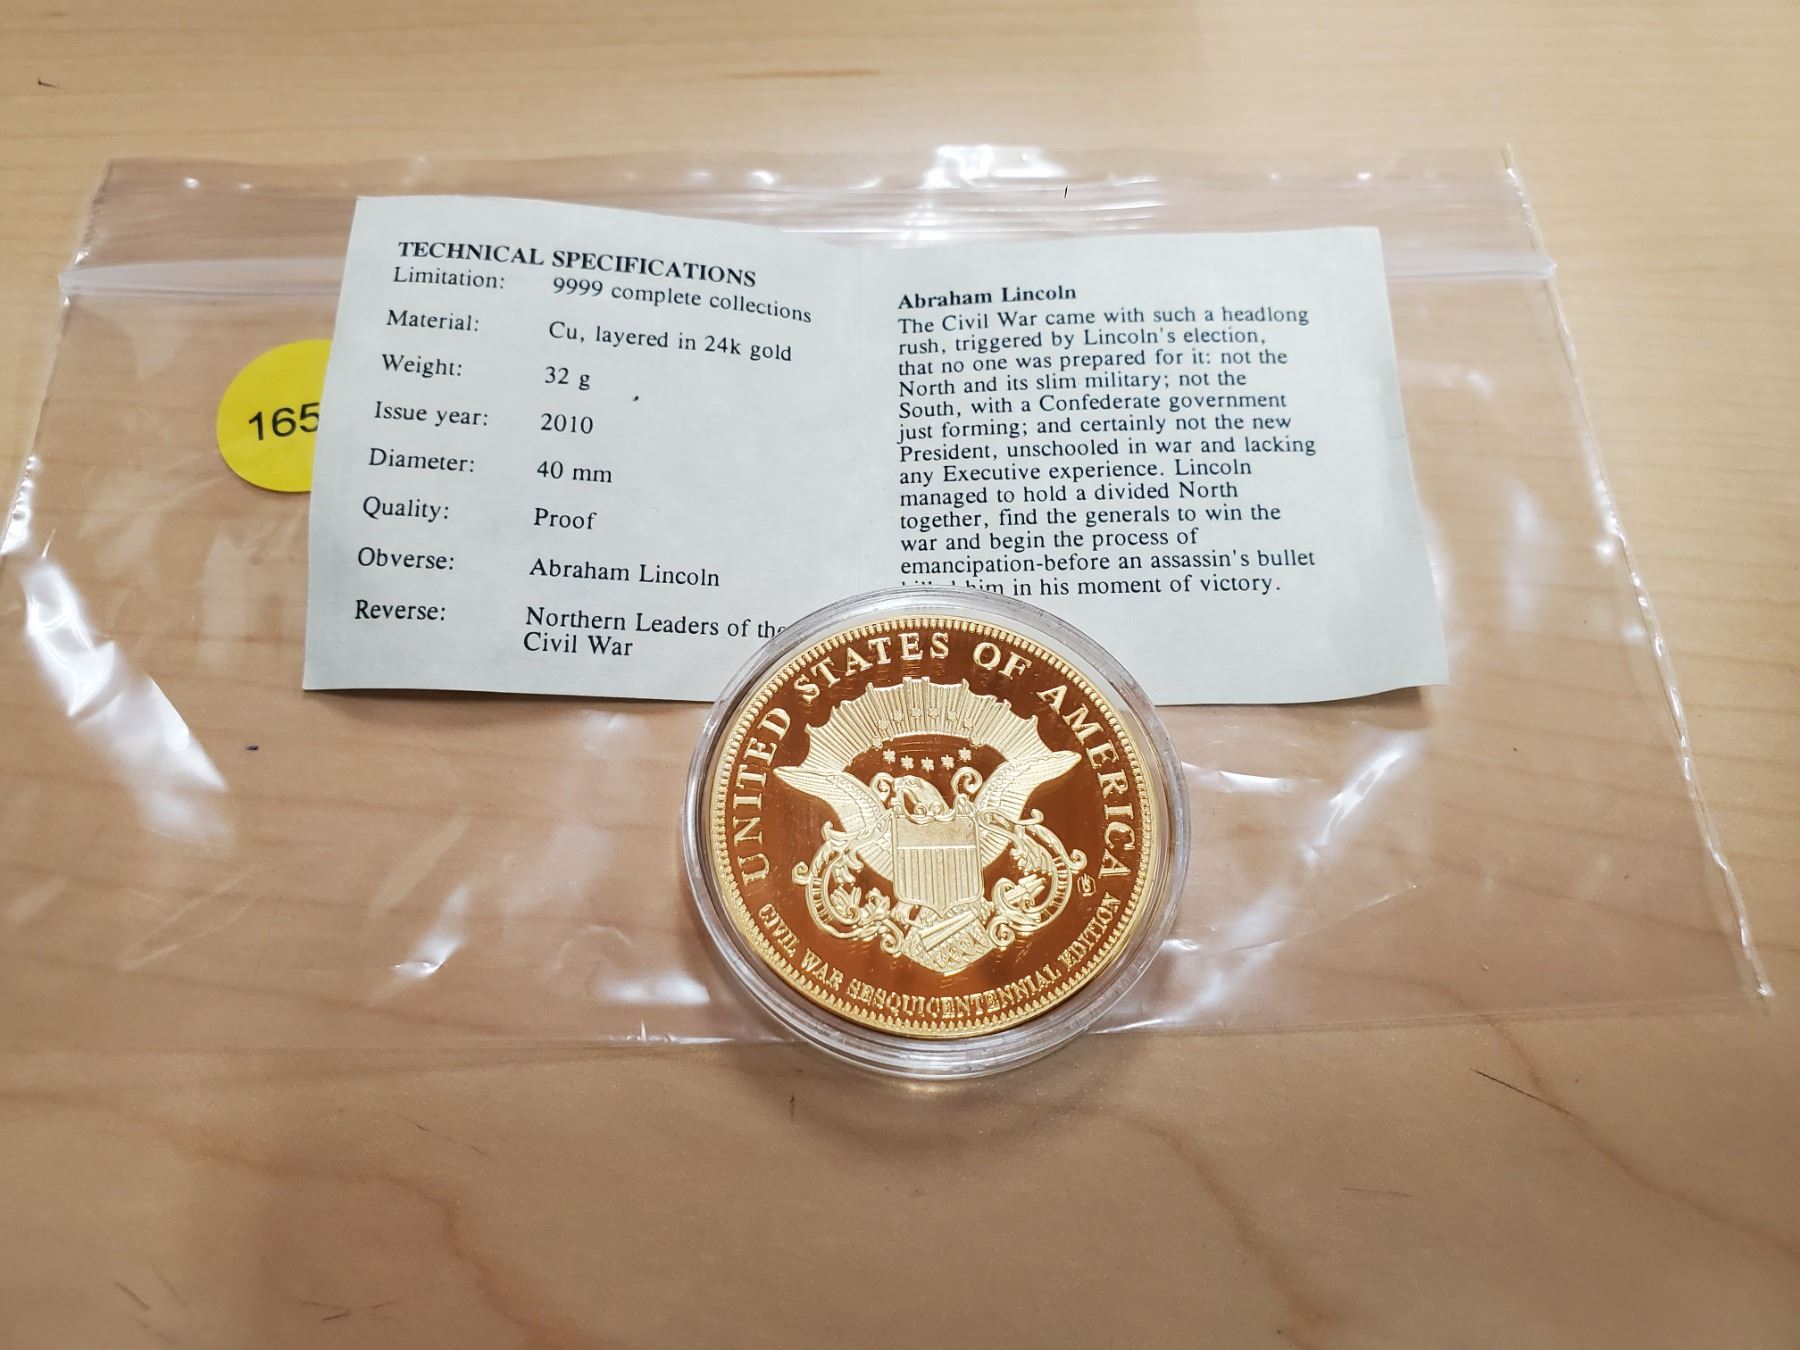 165
TECHNICAL SPECIFICATIONS
Limitation: 9999 complete collections
Material: Cu, layered in 24k gold
Weight: 32 g
Issue year: 2010
Diameter: 40 mm
Quality: Proof
Obverse: Abraham Lincoln
Reverse: Northern Leaders of the
Civil War
Abraham Lincoln
The Civil War came with such a headlong
rush, triggered by Lincoln's election,
that no one was prepared for it: not the
North and its slim military; not the
South, with a Confederate government
just forming; and certainly not the new
President, unschooled in war and lacking
any Executive experience. Lincoln
managed to hold a divided North
together, find the generals to win the
war and begin the process of
emancipation-before an assassin's bullet
him in his moment of victory.
UNITED STATES OF AMERICA
CIVIL WAR SESQUICENTENNIAL EDITION